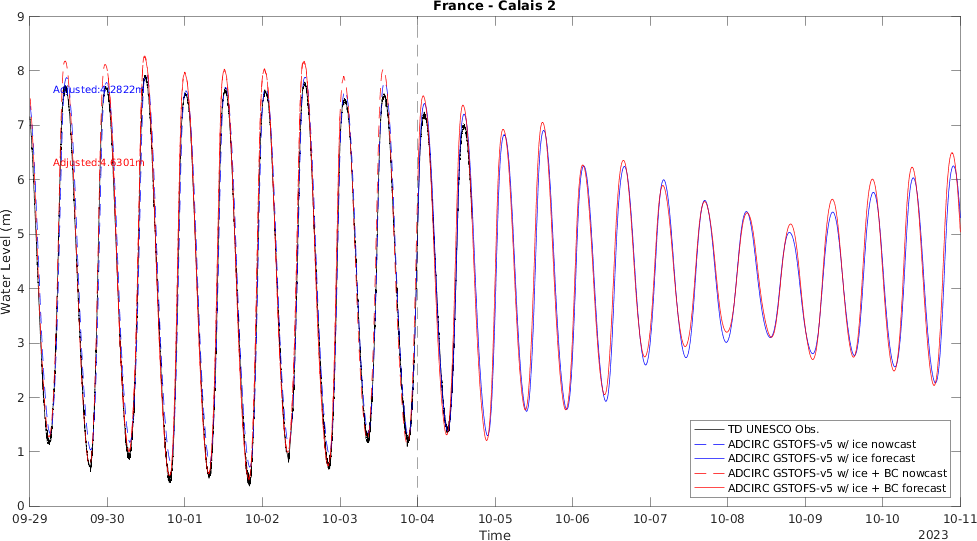 France - Calais 2
9
8
Adjusted:4.2822m
7
Adjusted:4.6301m
6
5
Water Level (m)
4
3
2
1
0
TD UNESCO Obs.
ADCIRC GSTOFS-v5 w/ ice nowcast
ADCIRC GSTOFS-v5 w/ ice forecast
ADCIRC GSTOFS-v5 w/ ice + BC nowcast
ADCIRC GSTOFS-v5 w/ ice + BC forecast
09-29 09-30 10-01 10-02 10-03 10-04 10-05 10-06 10-07 10-08 10-09 10-10 10-11
Time
2023